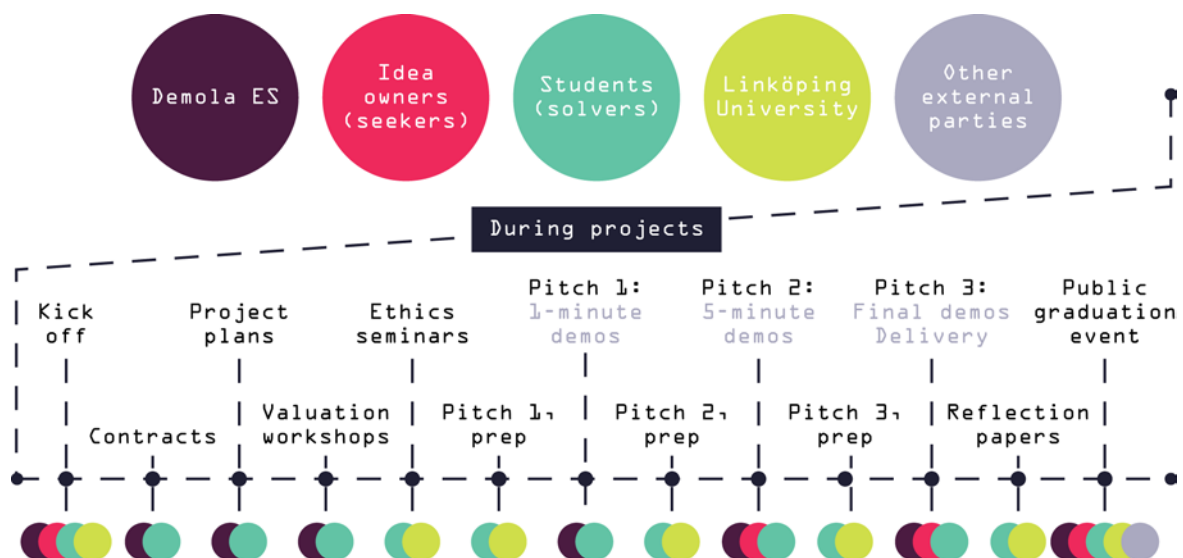 Demola ES
Idea
owners
(seekers)
Students
(solvers)
Linköping
University
Other
external
parties
During projects
Kick
off
Contracts
Project
plans
Valuation
workshops
Ethics
seminars
Pitch 1,
prep
Pitch 1:
1-minute
demos
Pitch 2,
prep
Pitch 2:
5-minute
demos
Pitch 3,
prep
Pitch 3:
Final demos
Delivery
Reflection
papers
Public
graduation
event